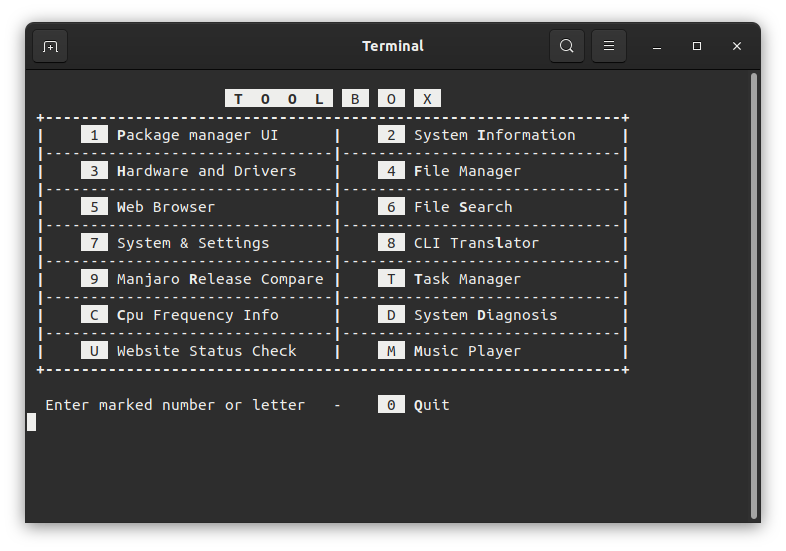 Terminal
T O O L B O X
1 Package manager UI 2 System Information
3 Hardware and Drivers 4 File Manager
5 Web Browser 6 File Search
7 System & Settings 8 CLI Translator
9 Manjaro Release Compare T Task Manager
C Cpu Frequency Info D System Diagnosis
U Website Status Check M Music Player
Enter marked number or letter - 0 Quit